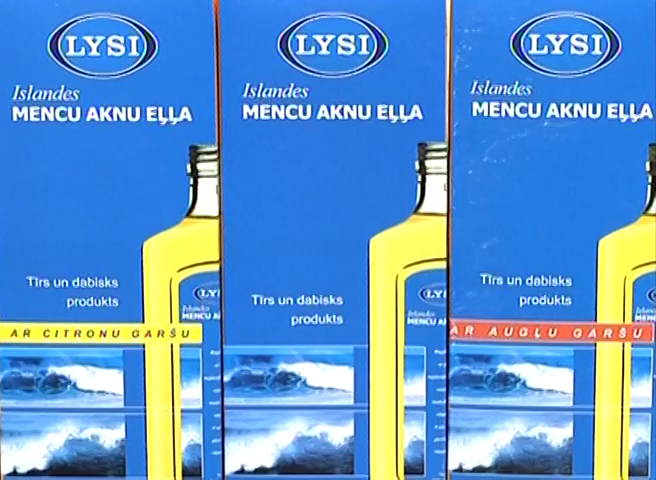 LYSI
Islandes
MENCU AKNU EĻĻA
Tīrs un dabisks
produkts
AR CITRONU GARŠU
LYSI
Islandes
MENCU AKNU EĻĻA
Tīrs un dabisks
produkts
LYSI
Islandes
MENCU AKNU EĻĻA
Tīrs un dabisks
produkts
AR AUGĻU GARŠU